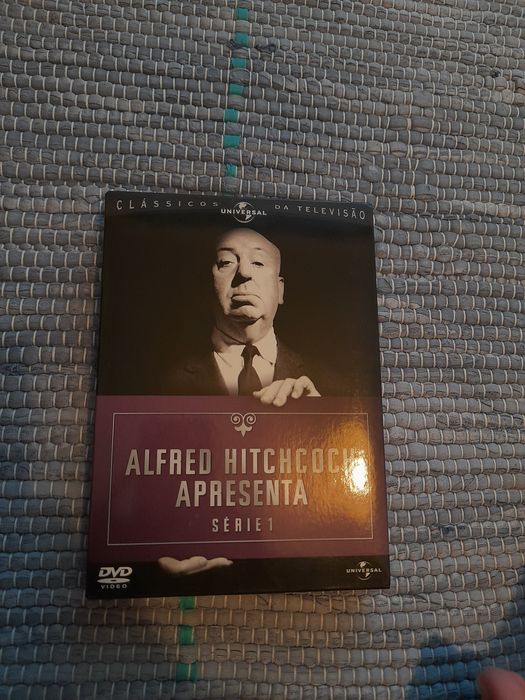 CLÁSSICOS UNIVERSAL DA TELEVISÃO
ALFRED HITCHCOCK
APRESENTA
SÉRIE 1
DVD
VIDEO
UNIVERSAL